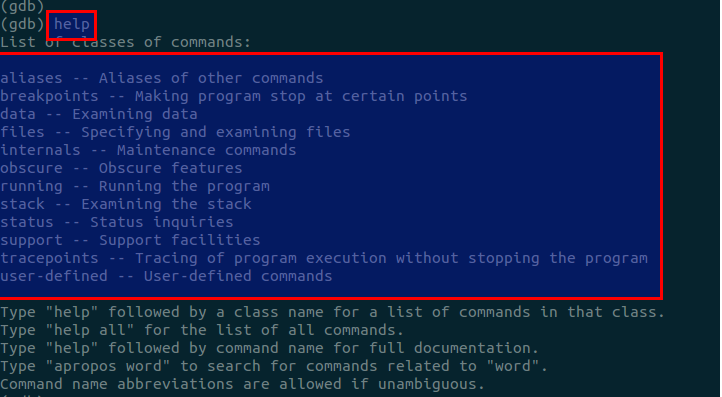 (gdb)
(gdb) help
List of classes of commands:
aliases -- Aliases of other commands
breakpoints -- Making program stop at certain points
data -- Examining data
files -- Specifying and examining files
internals -- Maintenance commands
obscure -- Obscure features
running -- Running the program
stack -- Examining the stack
status -- Status inquiries
support -- Support facilities
tracepoints -- Tracing of program execution without stopping the program
user-defined -- User-defined commands
Type "help" followed by a class name for a list of commands in that class.
Type "help all" for the list of all commands.
Type "help" followed by command name for full documentation.
Type "apropos word" to search for commands related to "word".
Command name abbreviations are allowed if unambiguous.